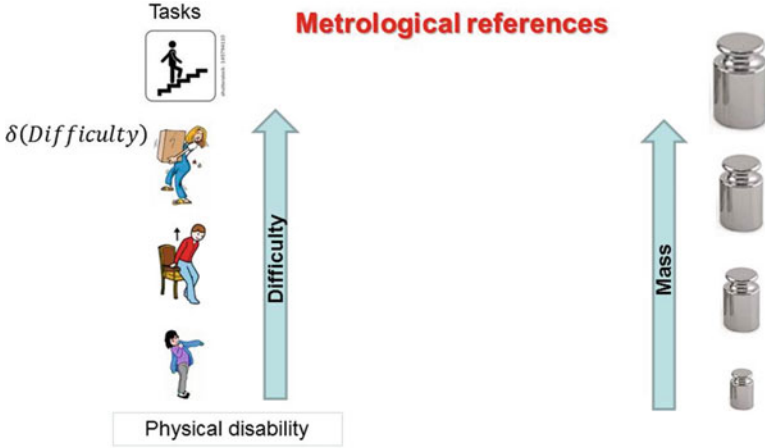 Tasks
Metrological references
δ(Difficulty)
Difficulty
Mass
Physical disability